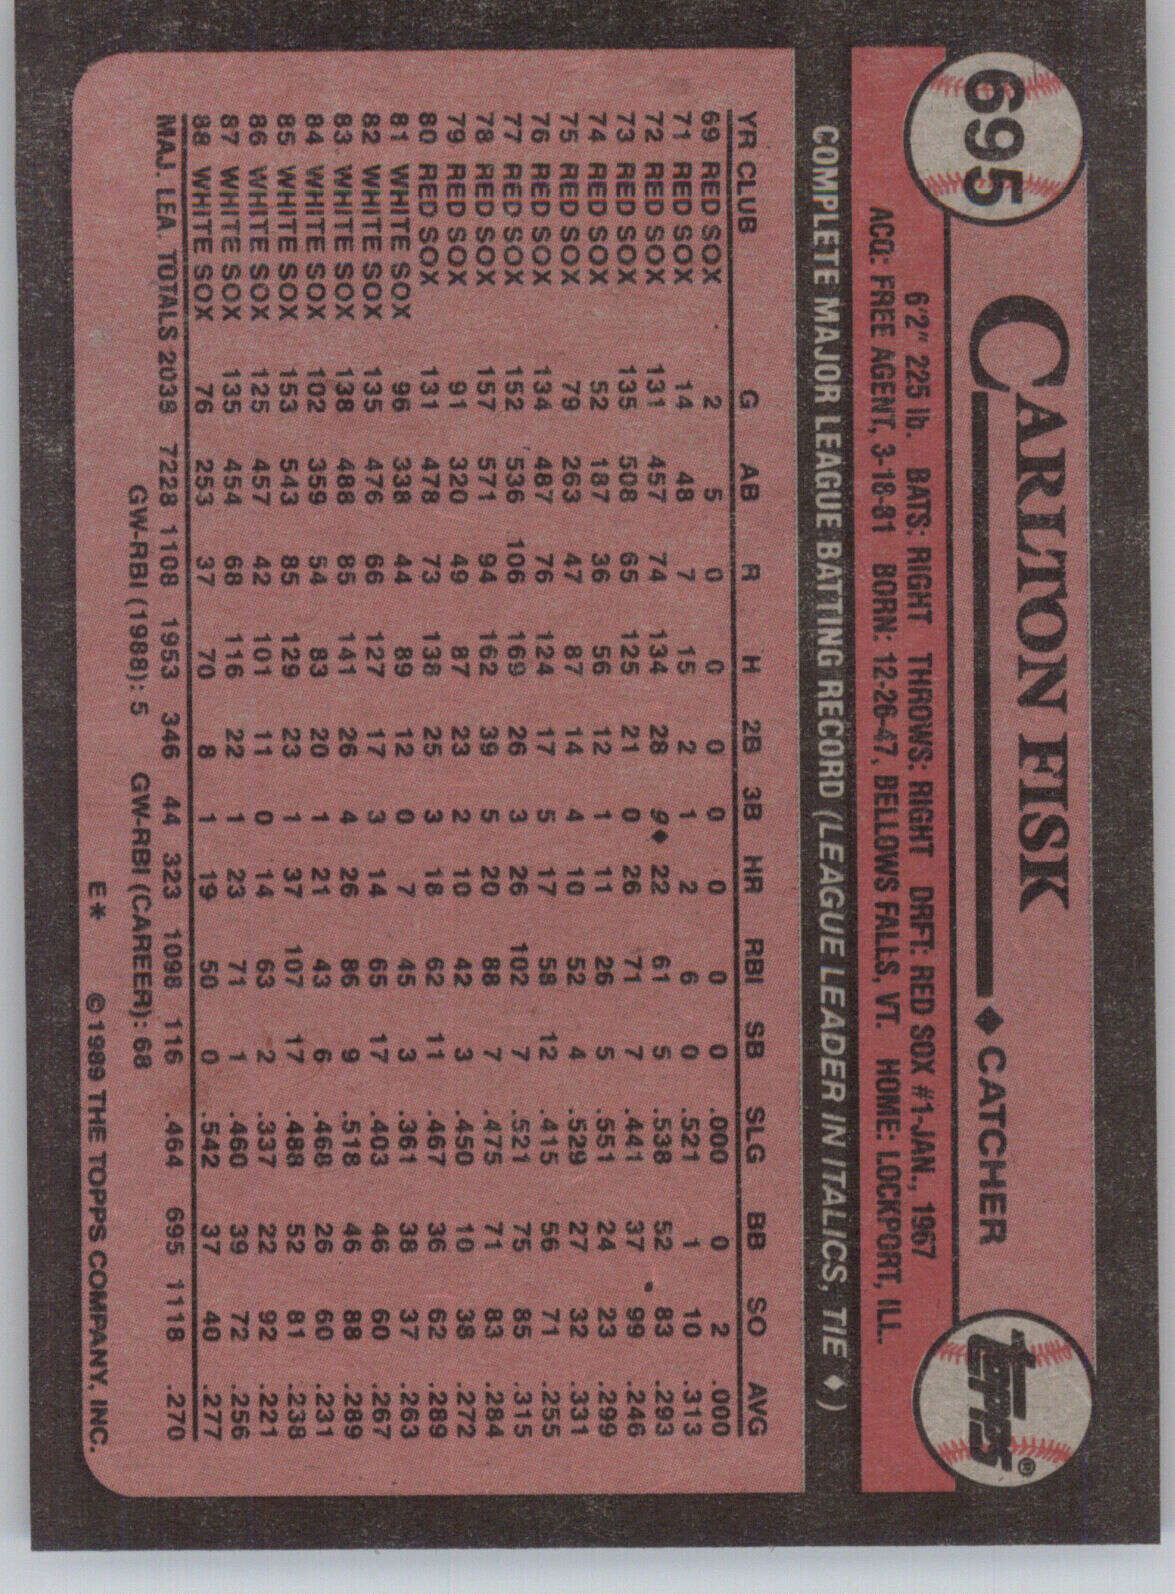 695
CARLTON FISK ♦ CATCHER
Topps®
6'2" 225 lb. BATS: RIGHT THROWS: RIGHT DRFT: RED SOX #1-JAN., 1967
ACQ: FREE AGENT, 3-18-81 BORN: 12-26-47, BELLOWS FALLS, VT. HOME: LOCKPORT, ILL.
COMPLETE MAJOR LEAGUE BATTING RECORD (LEAGUE LEADER IN ITALICS, TIE ♦)
YR CLUB G AB R H 2B 3B HR RBI SB SLG BB SO AVG
69 RED SOX 2 5 0 0 0 0 0 0 0 .000 0 2 .000
71 RED SOX 14 48 7 15 2 1 2 6 0 .521 1 10 .313
72 RED SOX 131 457 74 134 28 9♦ 22 61 5 .538 52 83 .293
73 RED SOX 135 508 65 125 21 0 26 71 7 .441 37 99 .246
74 RED SOX 52 187 36 56 12 1 11 26 5 .551 24 23 .299
75 RED SOX 79 263 47 87 14 4 10 52 4 .529 27 32 .331
76 RED SOX 134 487 76 124 17 5 17 58 12 .415 56 71 .255
77 RED SOX 152 536 106 169 26 3 26 102 7 .521 75 85 .315
78 RED SOX 157 571 94 162 39 5 20 88 7 .475 71 83 .284
79 RED SOX 91 320 49 87 23 2 10 42 3 .450 10 38 .272
80 RED SOX 131 478 73 138 25 3 18 62 11 .467 36 62 .289
81 WHITE SOX 96 338 44 89 12 0 7 45 3 .361 38 37 .263
82 WHITE SOX 135 476 66 127 17 3 14 65 17 .403 46 60 .267
83 WHITE SOX 138 488 85 141 26 4 26 86 9 .518 46 88 .289
84 WHITE SOX 102 359 54 83 20 1 21 43 6 .468 26 60 .231
85 WHITE SOX 153 543 85 129 23 1 37 107 17 .488 52 81 .238
86 WHITE SOX 125 457 42 101 11 0 14 63 2 .337 22 92 .221
87 WHITE SOX 135 454 68 116 22 1 23 71 1 .460 39 72 .256
88 WHITE SOX 76 253 37 70 8 1 19 50 0 .542 37 40 .277
MAJ. LEA. TOTALS 2038 7228 1108 1953 346 44 323 1098 116 .464 695 1118 .270
GW-RBI (1988): 5 GW-RBI (CAREER): 68
E* ©1989 THE TOPPS COMPANY, INC.